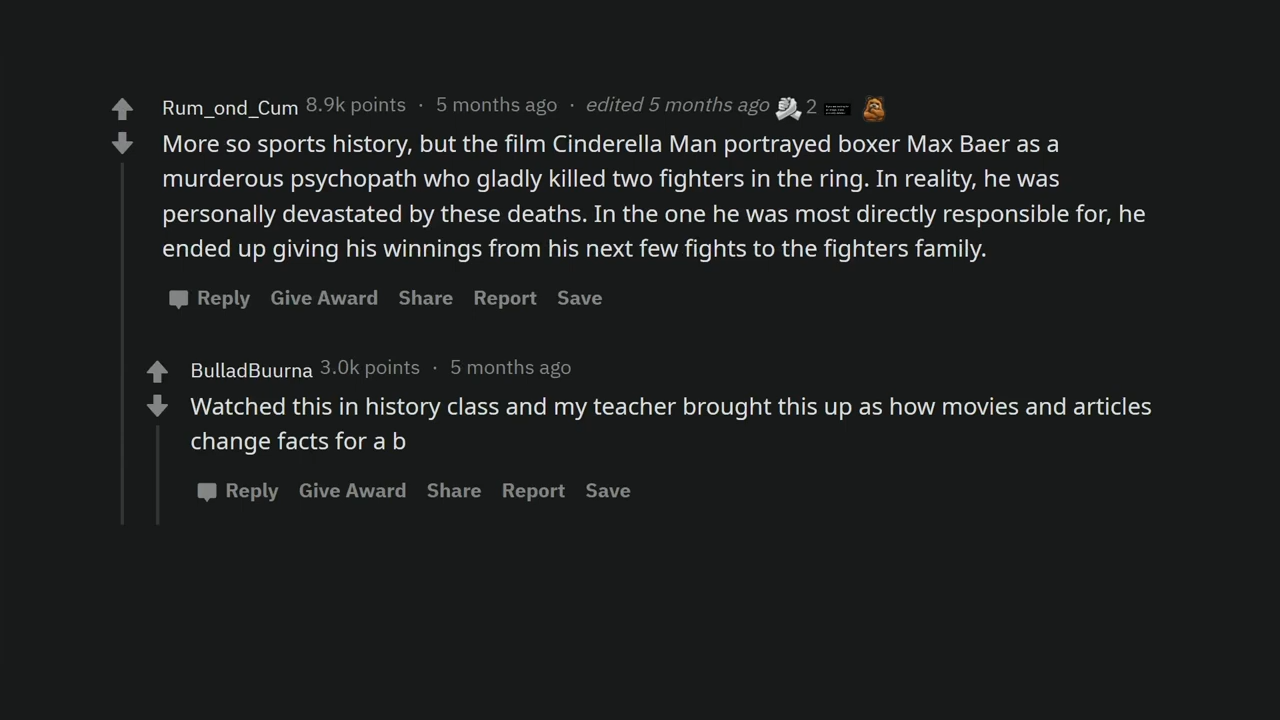 Rum_ond_Cum 8.9k points · 5 months ago · edited 5 months ago 2
More so sports history, but the film Cinderella Man portrayed boxer Max Baer as a
murderous psychopath who gladly killed two fighters in the ring. In reality, he was
personally devastated by these deaths. In the one he was most directly responsible for, he
ended up giving his winnings from his next few fights to the fighters family.
Reply Give Award Share Report Save
BulladBuurna 3.0k points · 5 months ago
Watched this in history class and my teacher brought this up as how movies and articles
change facts for a b
Reply Give Award Share Report Save